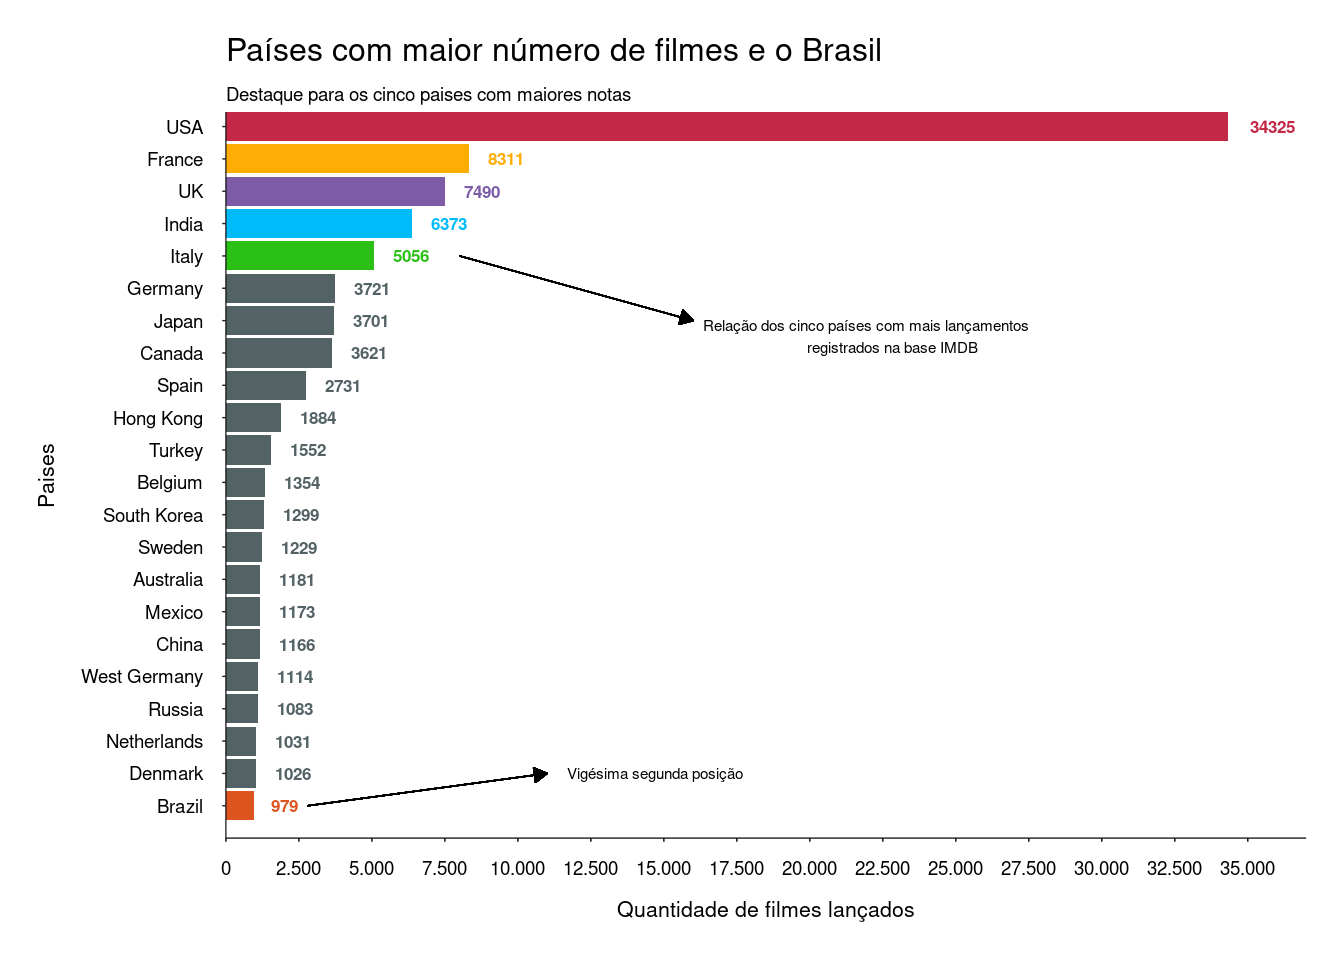 Países com maior número de filmes e o Brasil
Destaque para os cinco paises com maiores notas
USA 34325
France 8311
UK 7490
India 6373
Italy 5056
Germany 3721
Japan 3701
Relação dos cinco países com mais lançamentos
registrados na base IMDB
Canada 3621
Spain 2731
Hong Kong 1884
Turkey 1552
Paises
Belgium 1354
South Korea 1299
Sweden 1229
Australia 1181
Mexico 1173
China 1166
West Germany 1114
Russia 1083
Netherlands 1031
Denmark 1026
Vigésima segunda posição
Brazil 979
0 2.500 5.000 7.500 10.000 12.500 15.000 17.500 20.000 22.500 25.000 27.500 30.000 32.500 35.000
Quantidade de filmes lançados